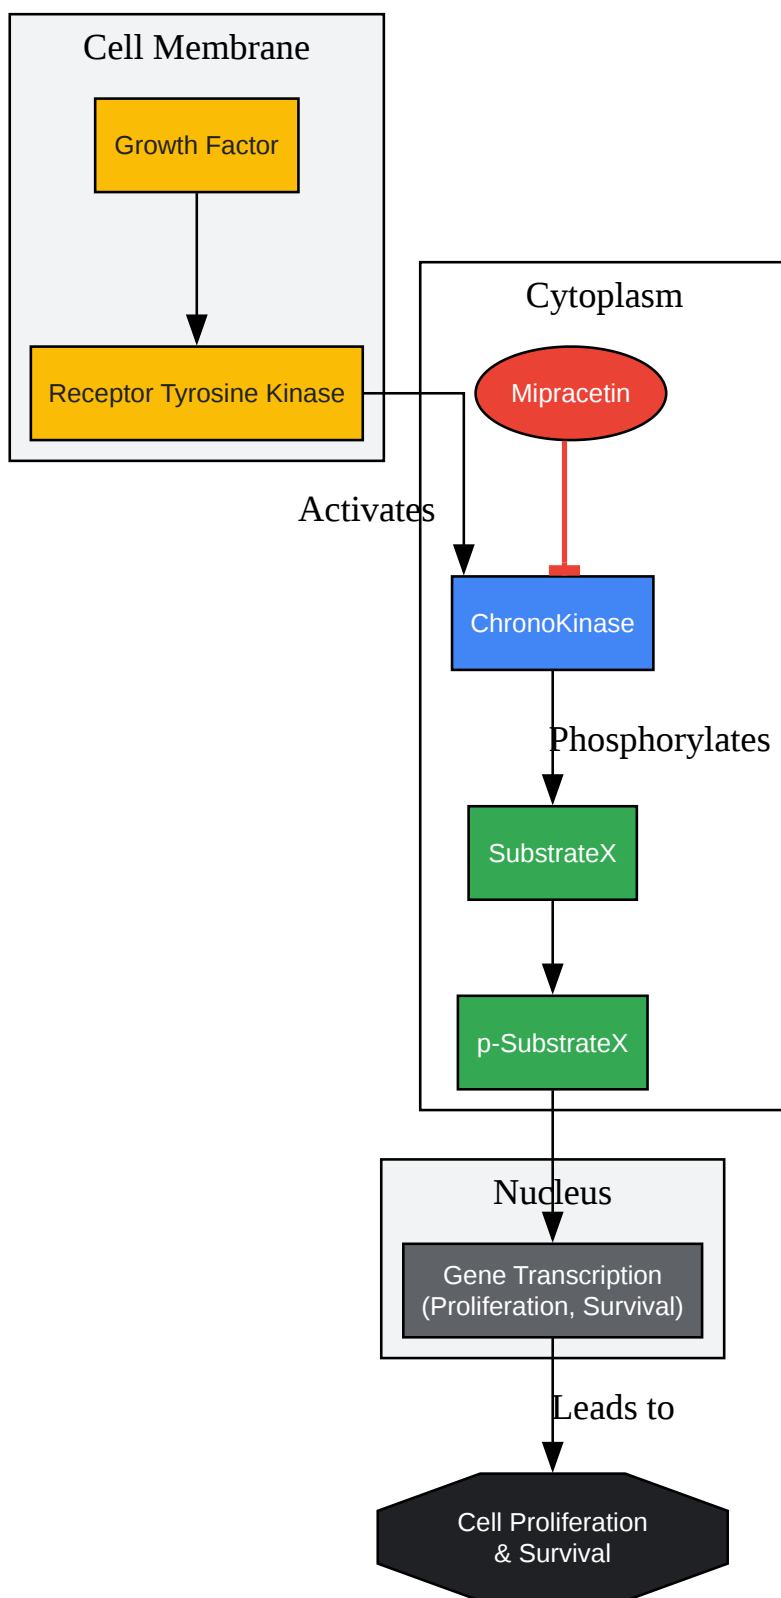 Cell Membrane
Growth Factor
Receptor Tyrosine Kinase
Cytoplasm
Mipracetin
Activates
ChronoKinase
Phosphorylates
SubstrateX
p-SubstrateX
Nucleus
Gene Transcription
(Proliferation, Survival)
Leads to
Cell Proliferation
& Survival